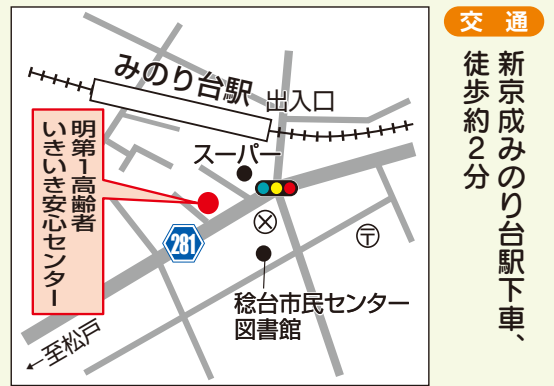 交通
新京成みのり台駅下車、
徒歩約2分
みのり台駅
出入口
スーパー
明第1高齢者
いきいき安心センター
281
〒
稔台市民センター
図書館
←至松戸